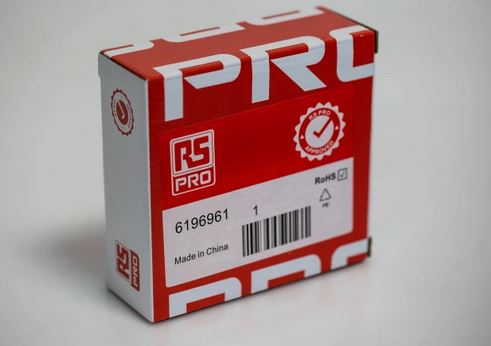 PRO
RS PRO
APPROVED
RS
PRO
RoHS
PE
6196961 1
Made in China
RS
PRO
PRO